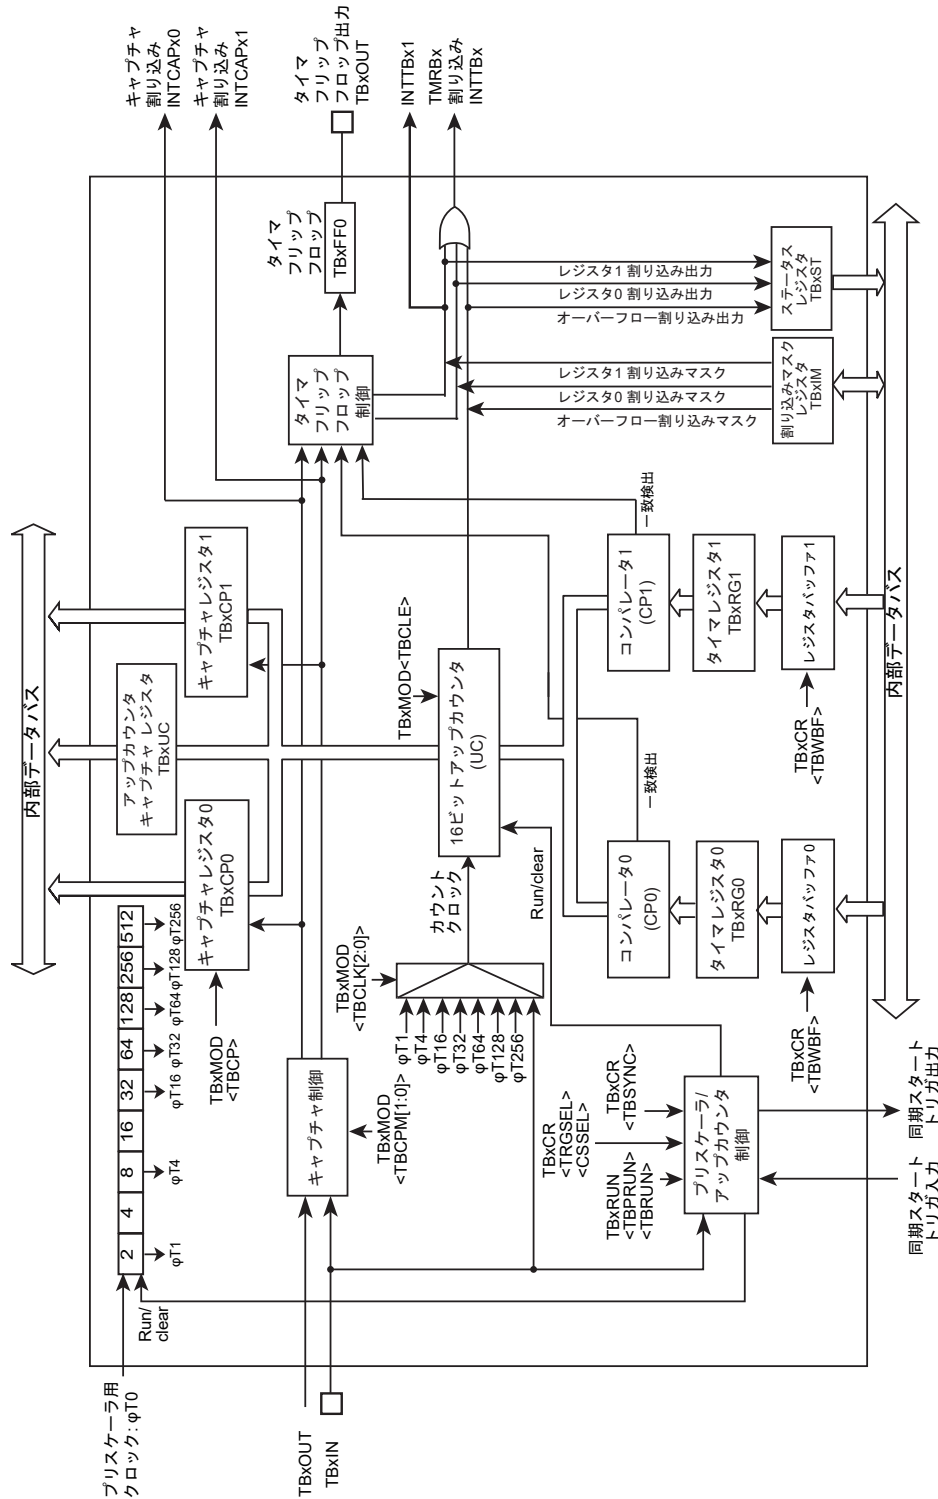 内部データバス
プリスケーラ用
クロック: φT0
Run/
clear
2
4
8
16
32
64
128
256
512
φT1
φT4
φT16
φT32
φT64
φT128
φT256
アップカウンタ
キャプチャ レジスタ
TBxUC
TBxMOD
<TBCP>
キャプチャレジスタ0
TBxCP0
キャプチャレジスタ1
TBxCP1
キャプチャ
割り込み
INTCAPx0
キャプチャ
割り込み
INTCAPx1
TBxOUT
TBxIN
キャプチャ制御
TBxMOD
<TBCPM[1:0]>
タイマ
フリップ
フロップ
制御
タイマ
フリップ
フロップ
TBxFF0
タイマ
フリップ
フロップ出力
TBxOUT
TBxMOD
<TBCLK[2:0]>
φT1
φT4
φT16
φT32
φT64
φT128
φT256
カウント
クロック
TBxMOD<TBCLE>
16ビットアップカウンタ
(UC)
Run/clear
INTTBx1
TMRBx
割り込み
INTTBx
TBxRUN
<TBPRUN>
<TBRUN>
TBxCR
<TRGSEL>
<CSSEL>
TBxCR
<TBSYNC>
プリスケーラ/
アップカウンタ
制御
一致検出
一致検出
コンパレータ0
(CP0)
コンパレータ1
(CP1)
タイマレジスタ0
TBxRG0
タイマレジスタ1
TBxRG1
レジスタバッファ0
レジスタバッファ1
TBxCR
<TBWBF>
TBxCR
<TBWBF>
レジスタ1 割り込みマスク
レジスタ0 割り込みマスク
オーバーフロー割り込みマスク
レジスタ1 割り込み出力
レジスタ0 割り込み出力
オーバーフロー割り込み出力
割り込みマスク
レジスタ
TBxIM
ステータス
レジスタ
TBxST
内部データバス
同期スタート
トリガ入力
同期スタート
トリガ出力